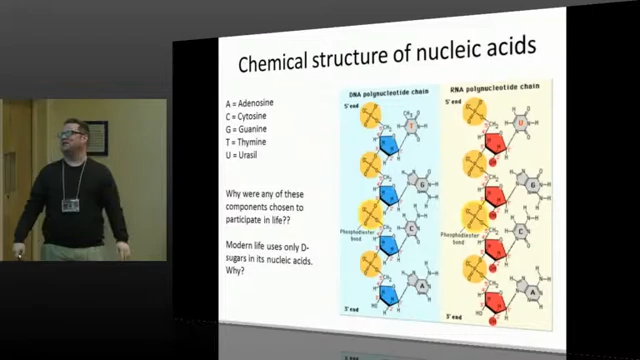 Chemical structure of nucleic acids
A = Adenosine
C = Cytosine
G = Guanine
T = Thymine
U = Urasil
Why were any of these
components chosen to
participate in life??
Modern life uses only D-
sugars in its nucleic acids.
Why?
DNA polynucleotide chain
5'end
T
G
Phosphodiester
bond
C
A
3'end
RNA polynucleotide chain
5'end
U
G
Phosphodiester
bond
C
A
3'end